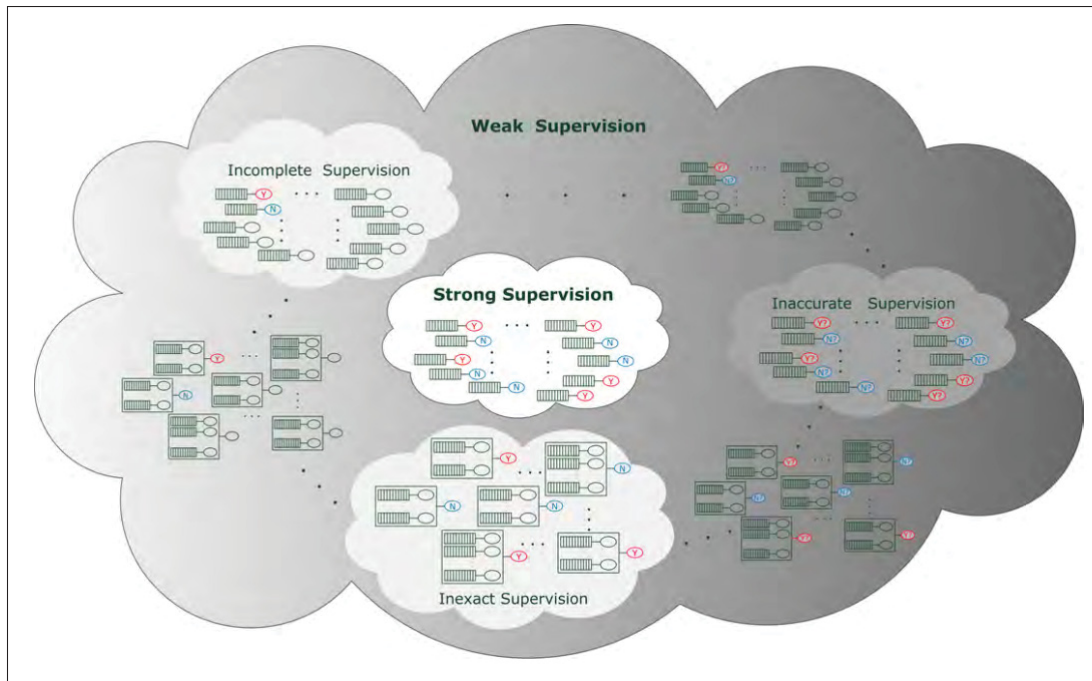 Weak Supervision
Incomplete Supervision
Y
N
Y?
N?
Strong Supervision
Y Y
N N
Y N
N Y
N Y
Inaccurate Supervision
Y? Y?
N? N?
Y? N?
N? Y?
N? Y?
Y
N
Y N
N N
Y Y
Inexact Supervision
Y? N?
N? N?
Y? Y?